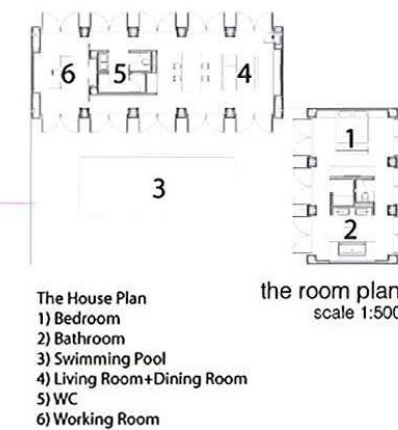 6 5 4
3
1
2
the room plan
scale 1:500
The House Plan
1) Bedroom
2) Bathroom
3) Swimming Pool
4) Living Room+Dining Room
5) WC
6) Working Room